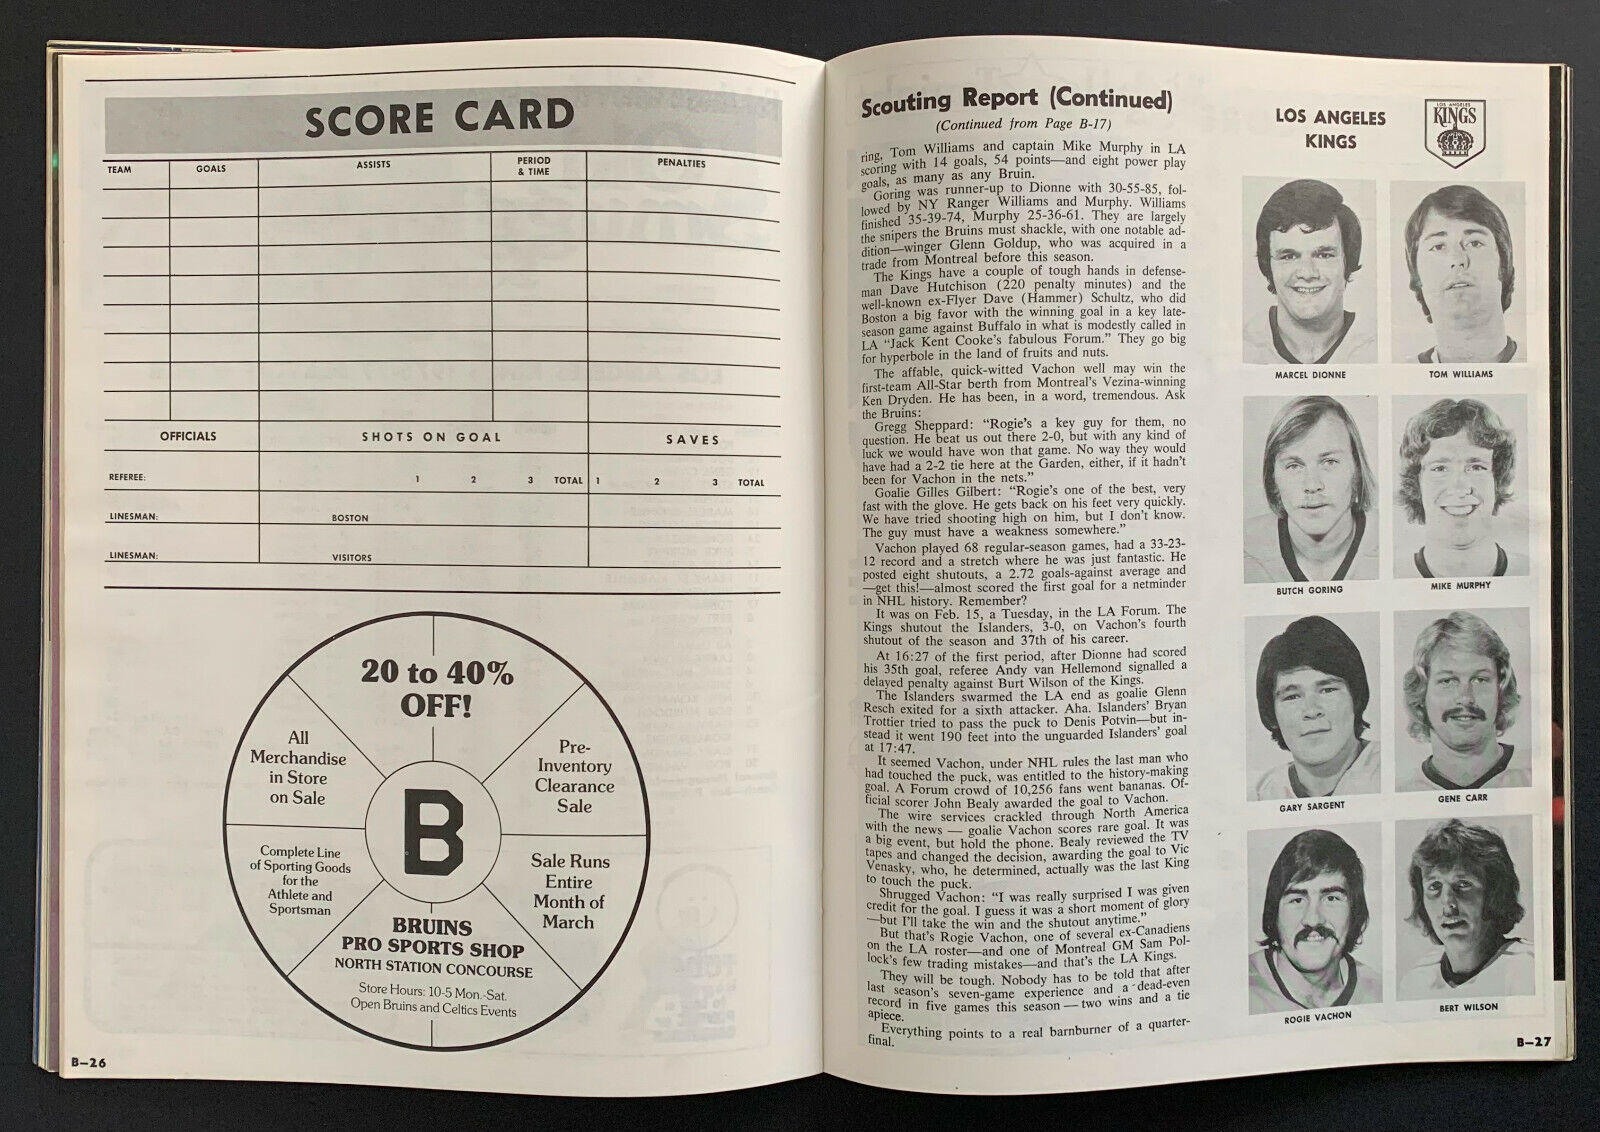 SCORE CARD
TEAM
GOALS
ASSISTS
PERIOD
& TIME
PENALTIES
OFFICIALS
SHOTS ON GOAL
SAVES
REFEREE:
1 2 3 TOTAL
1 2 3 TOTAL
LINESMAN:
BOSTON
LINESMAN:
VISITORS
20 to 40%
OFF!
All
Merchandise
in Store
on Sale
Pre-
Inventory
Clearance
Sale
Complete Line
of Sporting Goods
for the
Athlete and
Sportsman
B
Sale Runs
Entire
Month of
March
BRUINS
PRO SPORTS SHOP
NORTH STATION CONCOURSE
Store Hours: 10-5 Mon.-Sat.
Open Bruins and Celtics Events
B—26
Scouting Report (Continued)
(Continued from Page B-17)
ring, Tom Williams and captain Mike Murphy in LA
scoring with 14 goals, 54 points—and eight power play
goals, as many as any Bruin.
Goring was runner-up to Dionne with 30-55-85, fol-
lowed by NY Ranger Williams and Murphy. Williams
finished 35-39-74, Murphy 25-36-61. They are largely
the snipers the Bruins must shackle, with one notable ad-
dition—winger Glenn Goldup, who was acquired in a
trade from Montreal before this season.
The Kings have a couple of tough hands in defense-
man Dave Hutchison (220 penalty minutes) and the
well-known ex-Flyer Dave (Hammer) Schultz, who did
Boston a big favor with the winning goal in a key late-
season game against Buffalo in what is modestly called in
LA "Jack Kent Cooke's fabulous Forum." They go big
for hyperbole in the land of fruits and nuts.
The affable, quick-witted Vachon well may win the
first-team All-Star berth from Montreal's Vezina-winning
Ken Dryden. He has been, in a word, tremendous. Ask
the Bruins:
Gregg Sheppard: "Rogie's a key guy for them, no
question. He beat us out there 2-0, but with any kind of
luck we would have won that game. No way they would
have had a 2-2 tie here at the Garden, either, if it hadn't
been for Vachon in the nets."
Goalie Gilles Gilbert: "Rogie's one of the best, very
fast with the glove. He gets back on his feet very quickly.
We have tried shooting high on him, but I don't know.
The guy must have a weakness somewhere."
Vachon played 68 regular-season games, had a 33-23-
12 record and a stretch where he was just fantastic. He
posted eight shutouts, a 2.72 goals-against average and
—get this!—almost scored the first goal for a netminder
in NHL history. Remember?
It was on Feb. 15, a Tuesday, in the LA Forum. The
Kings shutout the Islanders, 3-0, on Vachon's fourth
shutout of the season and 37th of his career.
At 16:27 of the first period, after Dionne had scored
his 35th goal, referee Andy van Hellemond signalled a
delayed penalty against Burt Wilson of the Kings.
The Islanders swarmed the LA end as goalie Glenn
Resch exited for a sixth attacker. Aha. Islanders' Bryan
Trottier tried to pass the puck to Denis Potvin—but in-
stead it went 190 feet into the unguarded Islanders' goal
at 17:47.
It seemed Vachon, under NHL rules the last man who
had touched the puck, was entitled to the history-making
goal. A Forum crowd of 10,256 fans went bananas. Of-
ficial scorer John Bealy awarded the goal to Vachon.
The wire services crackled through North America
with the news — goalie Vachon scores rare goal. It was
a big event, but hold the phone. Bealy reviewed the TV
tapes and changed the decision, awarding the goal to Vic
Venasky, who, he determined, actually was the last King
to touch the puck.
Shrugged Vachon: "I was really surprised I was given
credit for the goal. I guess it was a short moment of glory
—but I'll take the win and the shutout anytime."
But that's Rogie Vachon, one of several ex-Canadiens
on the LA roster—and one of Montreal GM Sam Pol-
lock's few trading mistakes—and that's the LA Kings.
They will be tough. Nobody has to be told that after
last season's seven-game experience and a dead-even
record in five games this season — two wins and a tie
apiece.
Everything points to a real barnburner of a quarter-
final.
LOS ANGELES
KINGS
LOS ANGELES
KINGS
MARCEL DIONNE
TOM WILLIAMS
BUTCH GORING
MIKE MURPHY
GARY SARGENT
GENE CARR
ROGIE VACHON
BERT WILSON
B—27